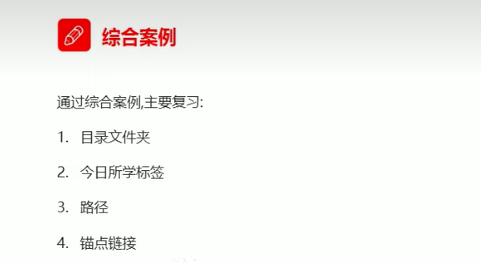 综合案例
通过综合案例,主要复习:
1. 目录文件夹
2. 今日所学标签
3. 路径
4. 锚点链接